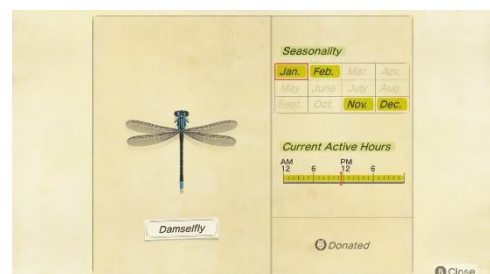 Seasonality
Jan. Feb. Mar. Apr.
May June July Aug.
Sept. Oct. Nov. Dec.
Current Active Hours
AM PM
12 6 12 6
Damselfly
Donated
B Close